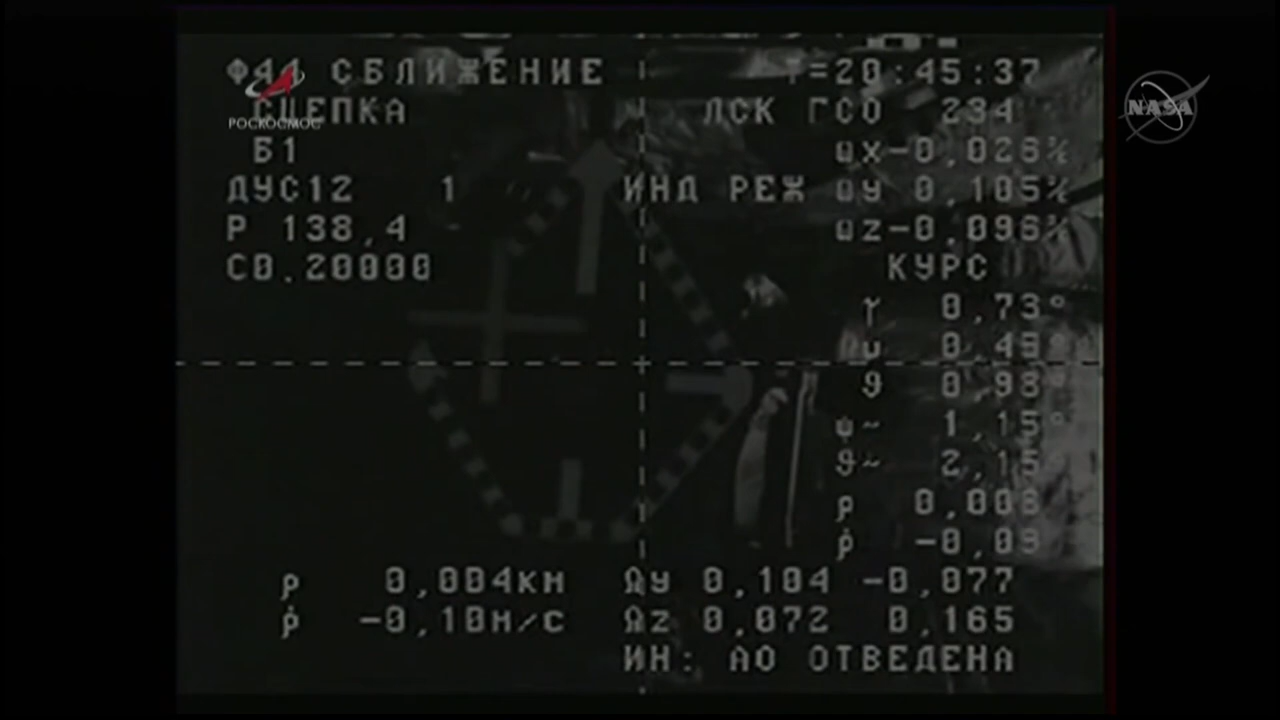 Ф44 СБЛИЖЕНИЕ T=20:45:37
СЦЕПКА ЛСК ГСО 234
РОСКОСМОС
NASA
Б1 ωx-0,026%
ДУС12 1 ИНД РЕЖ ωy 0,105%
Р 138,4 ωz-0,096%
С0.20000 КУРС
γ 0,73°
0,49°
ϑ 0,98°
ψ~ 1,15°
ϑ~ 2,15
ρ 0,008
ρ̇ -0,09
ρ 0,004км Ωy 0,104 -0,077
ρ̇ -0,10м/с Ωz 0,072 0,165
ИН: АО ОТВЕДЕНА